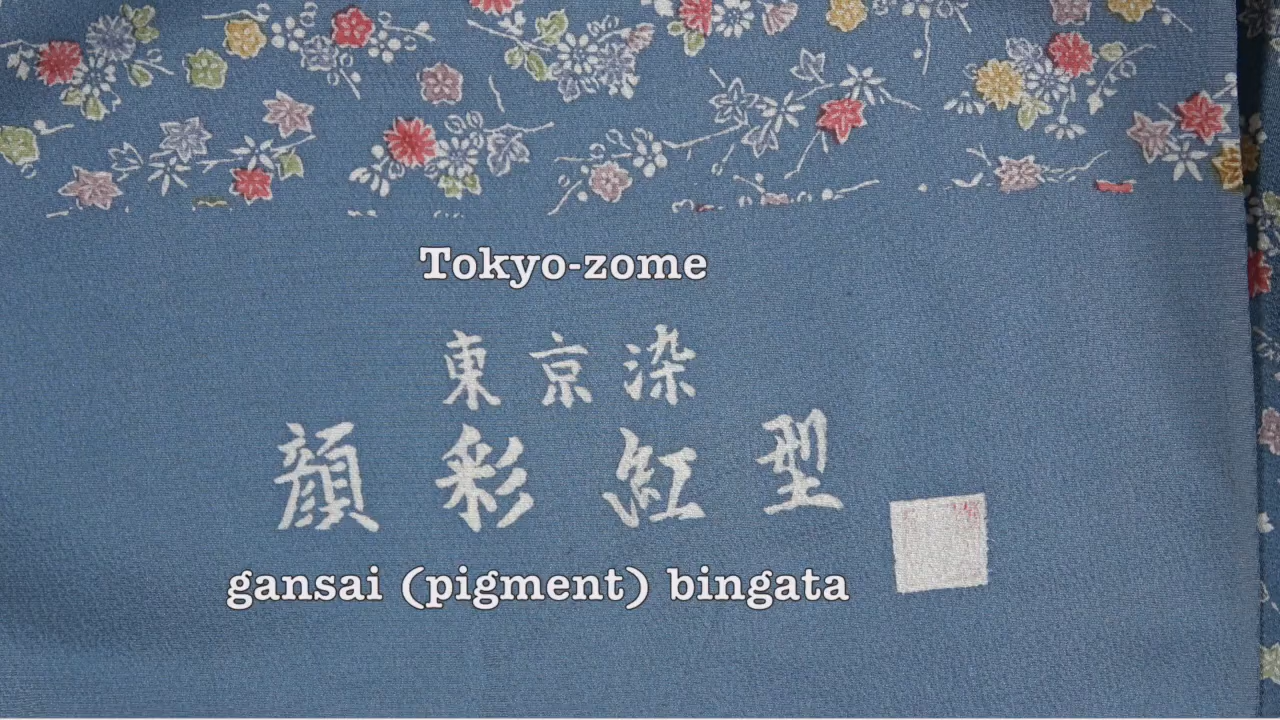 Tokyo-zome
東京染
顔彩紅型
gansai (pigment) bingata